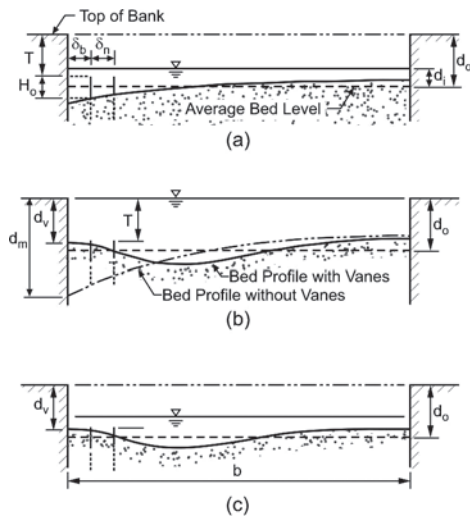 Top of Bank
δb δn
T
Ho
do
di
Average Bed Level
(a)
dv
dm
T
do
Bed Profile with Vanes
Bed Profile without Vanes
(b)
dv
do
b
(c)